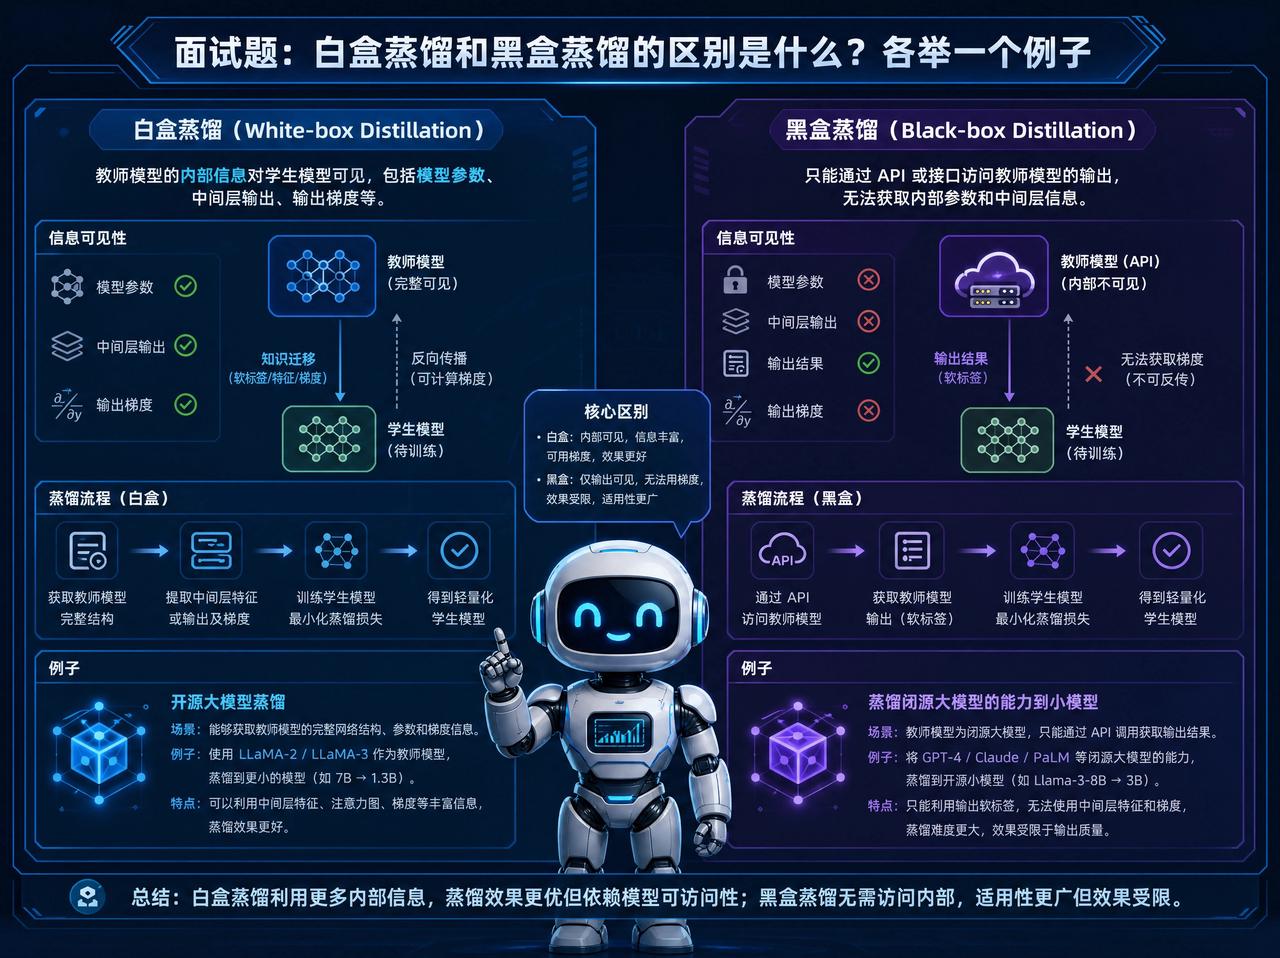 面试题：白盒蒸馏和黑盒蒸馏的区别是什么？各举一个例子
白盒蒸馏（White-box Distillation）
教师模型的内部信息对学生模型可见，包括模型参数、
中间层输出、输出梯度等。
信息可见性
模型参数
中间层输出
∂/∂y
输出梯度
教师模型
（完整可见）
知识迁移
（软标签/特征/梯度）
反向传播
（可计算梯度）
学生模型
（待训练）
蒸馏流程（白盒）
获取教师模型
完整结构
提取中间层特征
或输出及梯度
训练学生模型
最小化蒸馏损失
得到轻量化
学生模型
例子
开源大模型蒸馏
场景：能够获取教师模型的完整网络结构、参数和梯度信息。
例子：使用 LLaMA-2 / LLaMA-3 作为教师模型，
蒸馏到更小的模型（如 7B → 1.3B）。
特点：可以利用中间层特征、注意力图、梯度等丰富信息，
蒸馏效果更好。
核心区别
• 白盒：内部可见，信息丰富，
可用梯度，效果更好
• 黑盒：仅输出可见，无法用梯度，
效果受限，适用性更广
黑盒蒸馏（Black-box Distillation）
只能通过 API 或接口访问教师模型的输出，
无法获取内部参数和中间层信息。
信息可见性
模型参数
中间层输出
输出结果
∂/∂y
输出梯度
教师模型（API）
（内部不可见）
输出结果
（软标签）
无法获取梯度
（不可反传）
学生模型
（待训练）
蒸馏流程（黑盒）
API
通过 API
访问教师模型
获取教师模型
输出（软标签）
训练学生模型
最小化蒸馏损失
得到轻量化
学生模型
例子
蒸馏闭源大模型的能力到小模型
场景：教师模型为闭源大模型，只能通过 API 调用获取输出结果。
例子：将 GPT-4 / Claude / PaLM 等闭源大模型的能力，
蒸馏到开源小模型（如 Llama-3-8B → 3B）。
特点：只能利用输出软标签，无法使用中间层特征和梯度，
蒸馏难度更大，效果受限于输出质量。
总结：白盒蒸馏利用更多内部信息，蒸馏效果更优但依赖模型可访问性；黑盒蒸馏无需访问内部，适用性更广但效果受限。